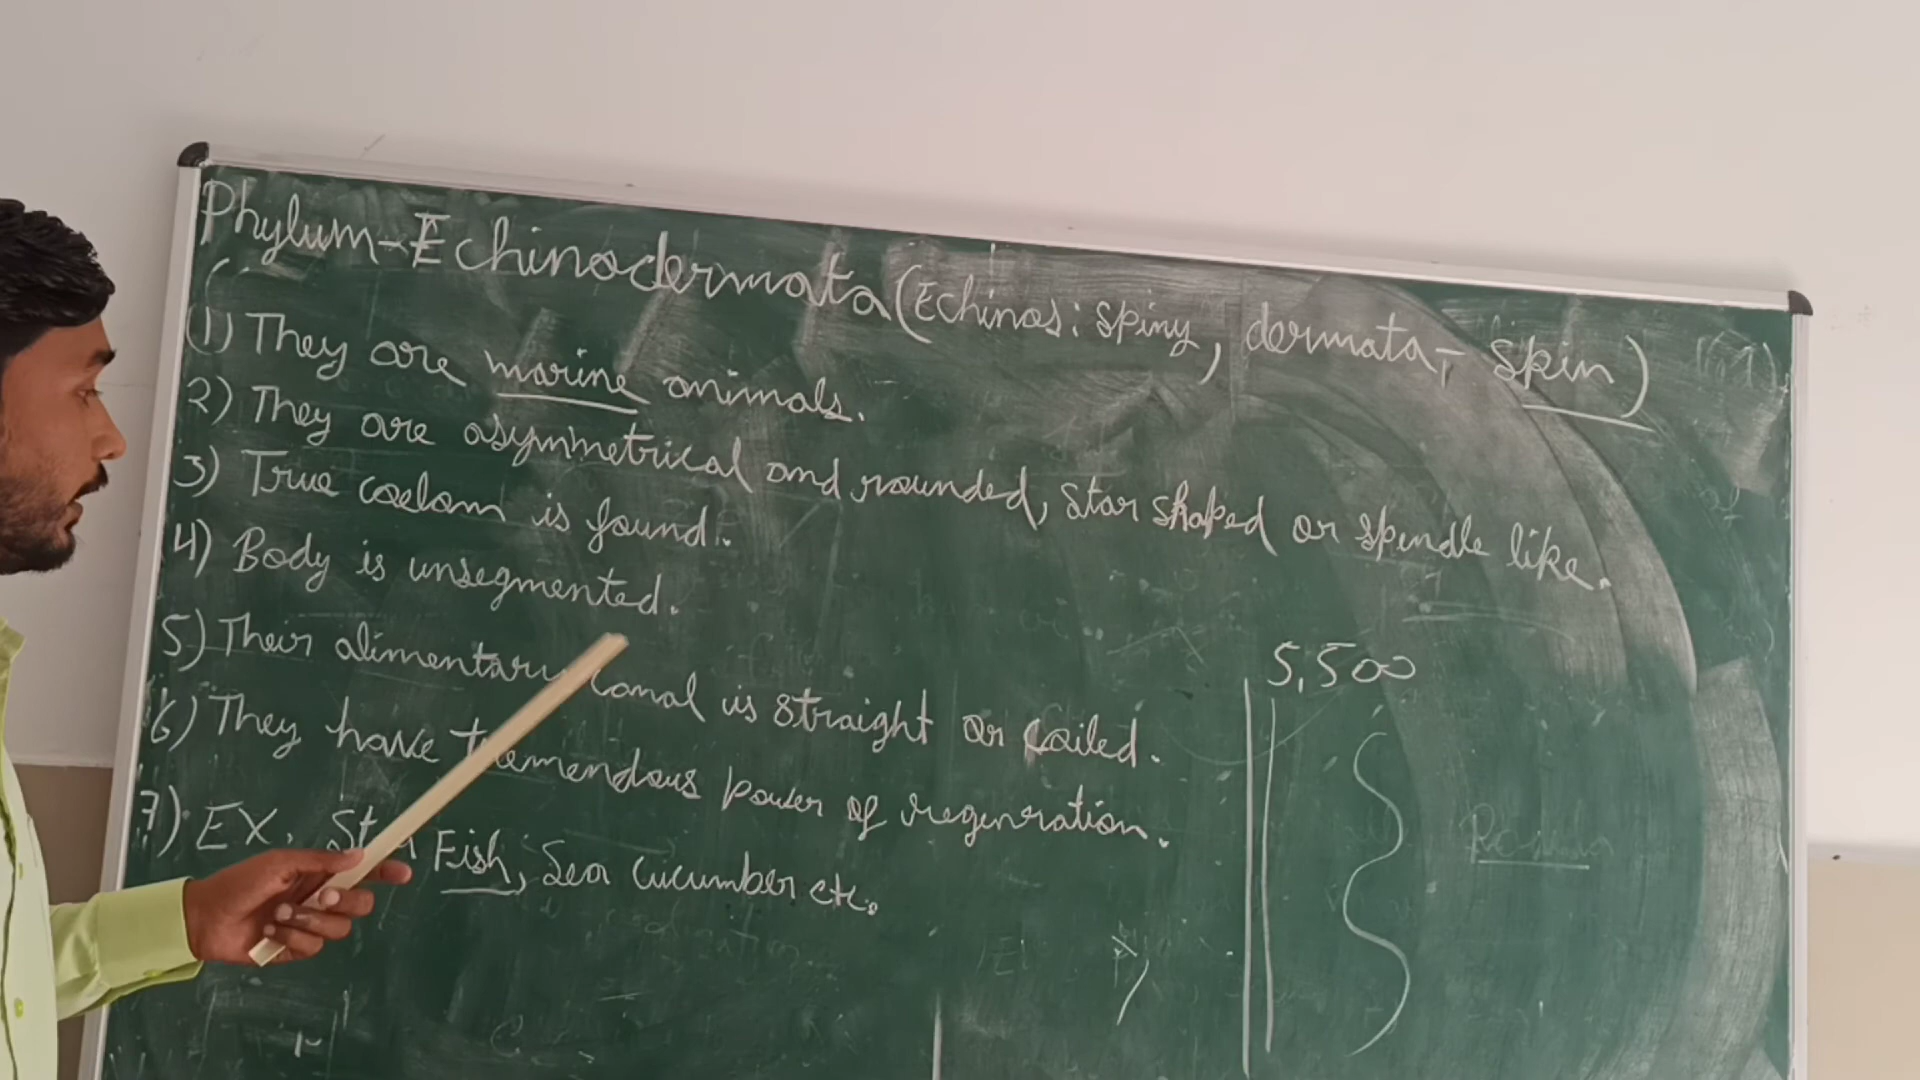 Phylum-Echinodermata (Echinos: spiny, dermata- skin)
(1) They are marine animals.
2) They are asymmetrical and rounded, star shaped or spindle like.
3) True coelom is found.
4) Body is unsegmented.
5) Their alimentary canal is straight or coiled.
6) They have tremendous power of regeneration.
7) EX. Star Fish, Sea Cucumber etc.
5,500